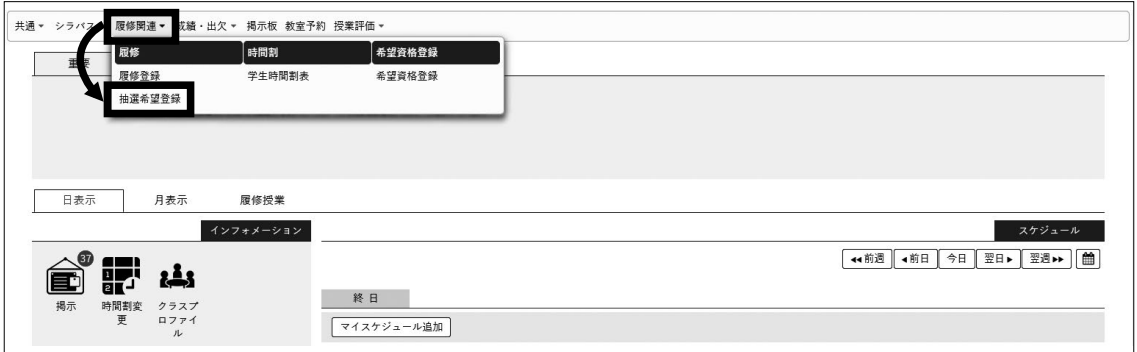 共通 シラバス 履修関連 成績・出欠 掲示板 教室予約 授業評価
履修 時間割 希望資格登録
重要
履修登録 学生時間割表 希望資格登録
抽選希望登録
日表示 月表示 履修授業
インフォメーション スケジュール
前週 前日 今日 翌日 翌週
37
1
2
掲示 時間割変更 クラスプロファイル
終日
マイスケジュール追加